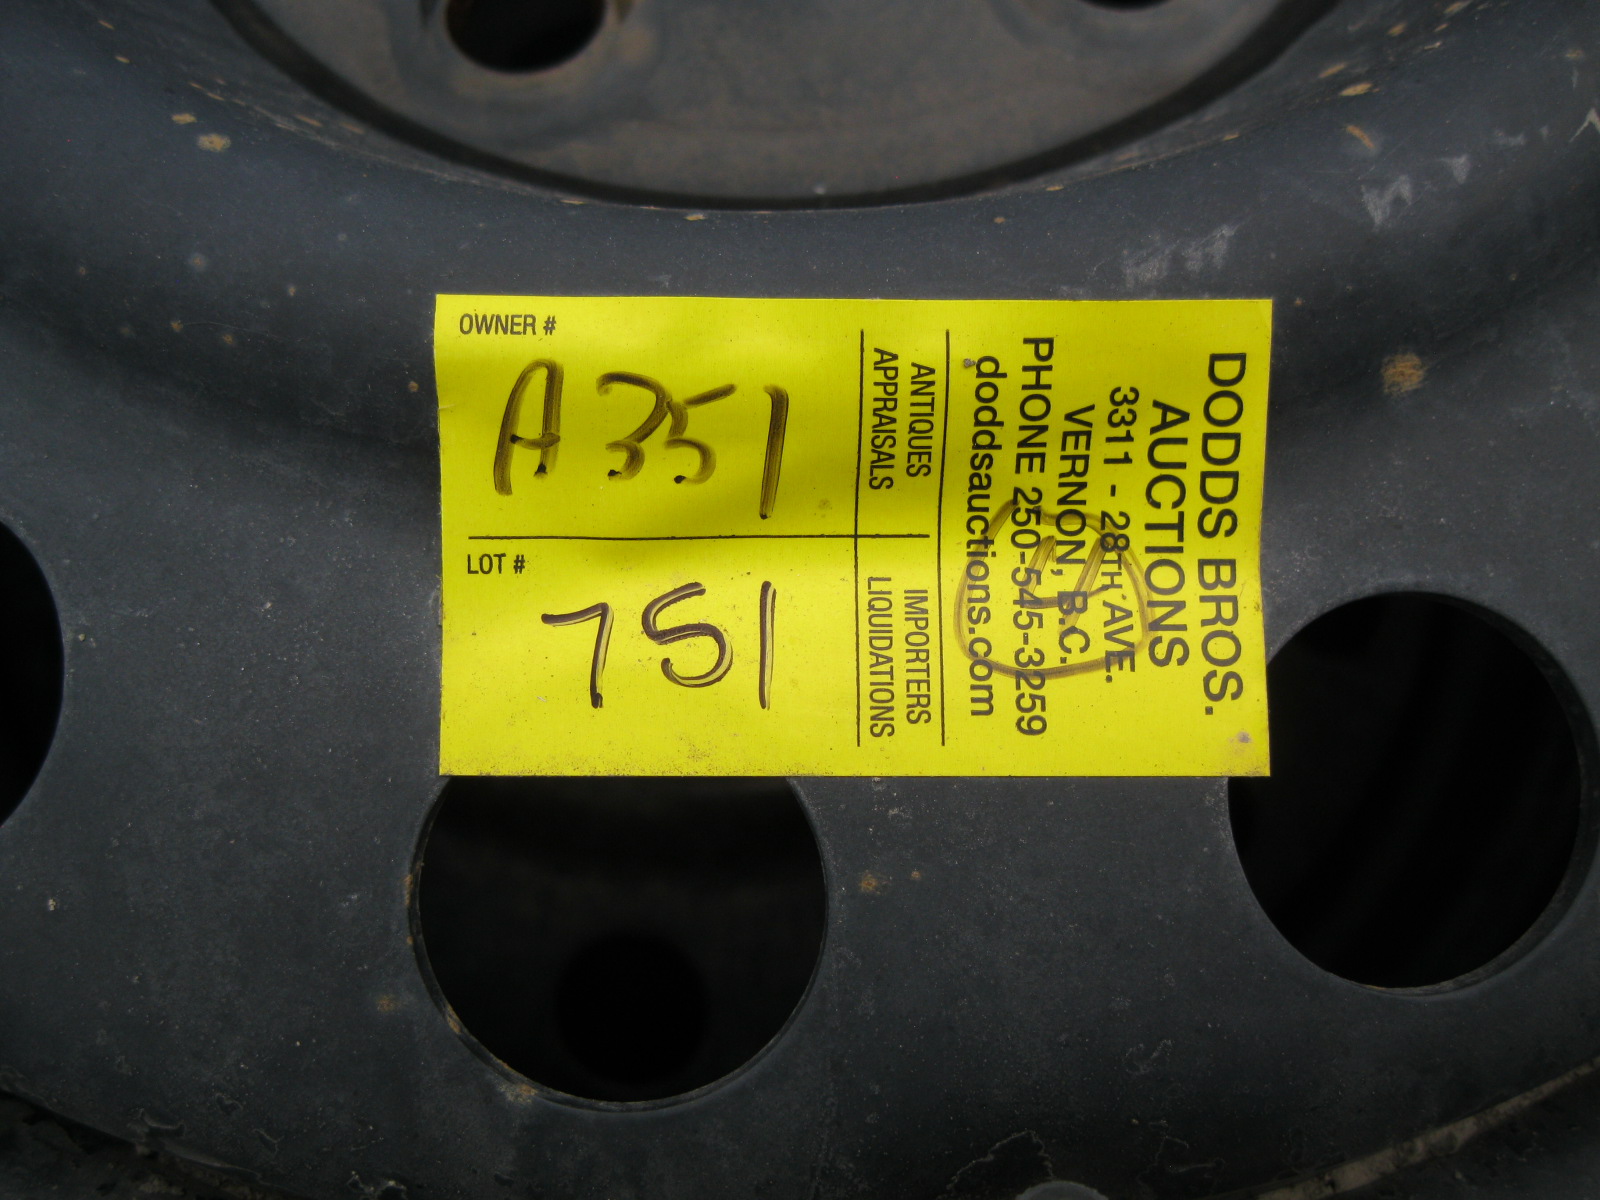 OWNER #
A351
LOT #
751
DODDS BROS.
AUCTIONS
3311 - 28TH AVE.
VERNON, B.C.
PHONE 250-545-3259
doddsauctions.com
ANTIQUES
APPRAISALS
IMPORTERS
LIQUIDATIONS